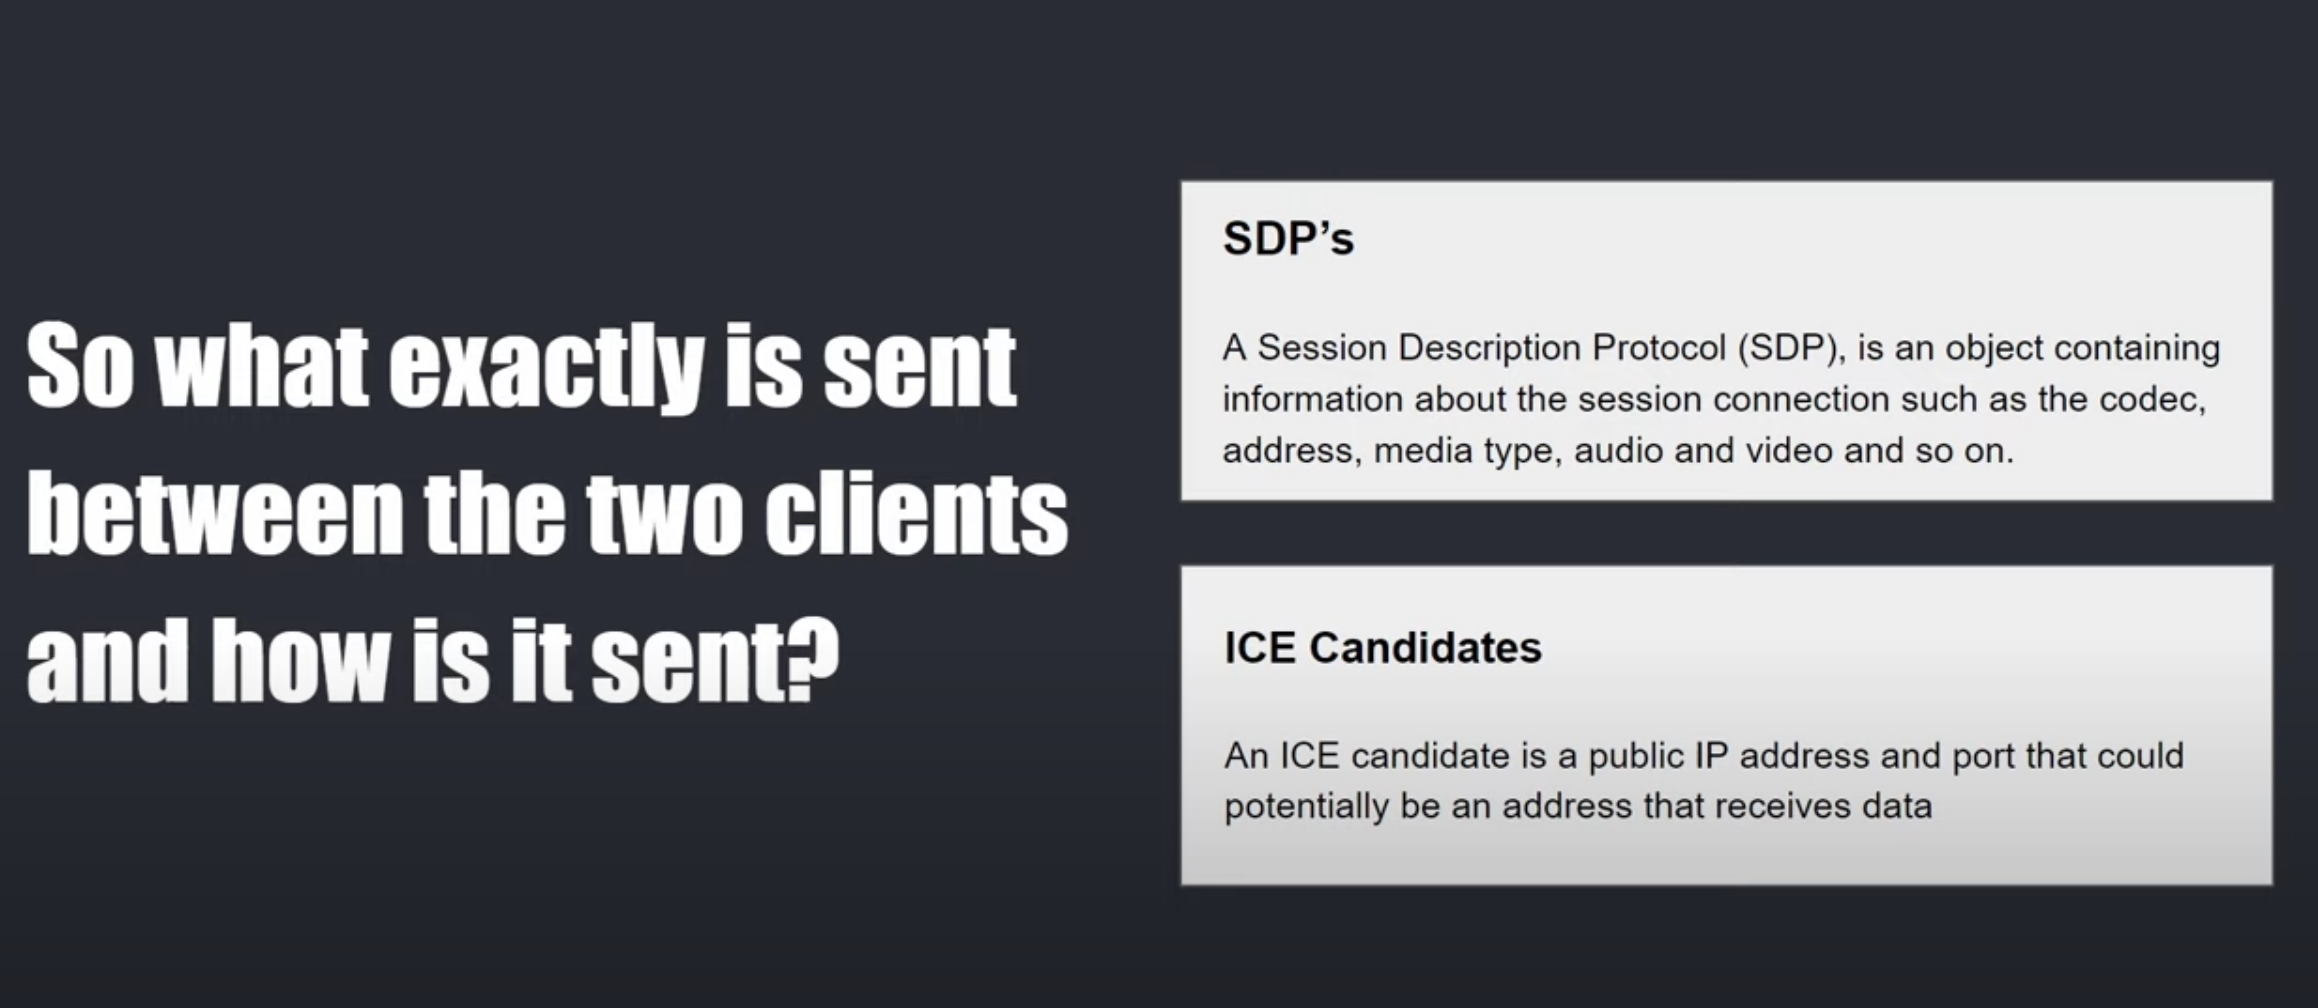 So what exactly is sent
between the two clients
and how is it sent?
SDP’s
A Session Description Protocol (SDP), is an object containing
information about the session connection such as the codec,
address, media type, audio and video and so on.
ICE Candidates
An ICE candidate is a public IP address and port that could
potentially be an address that receives data